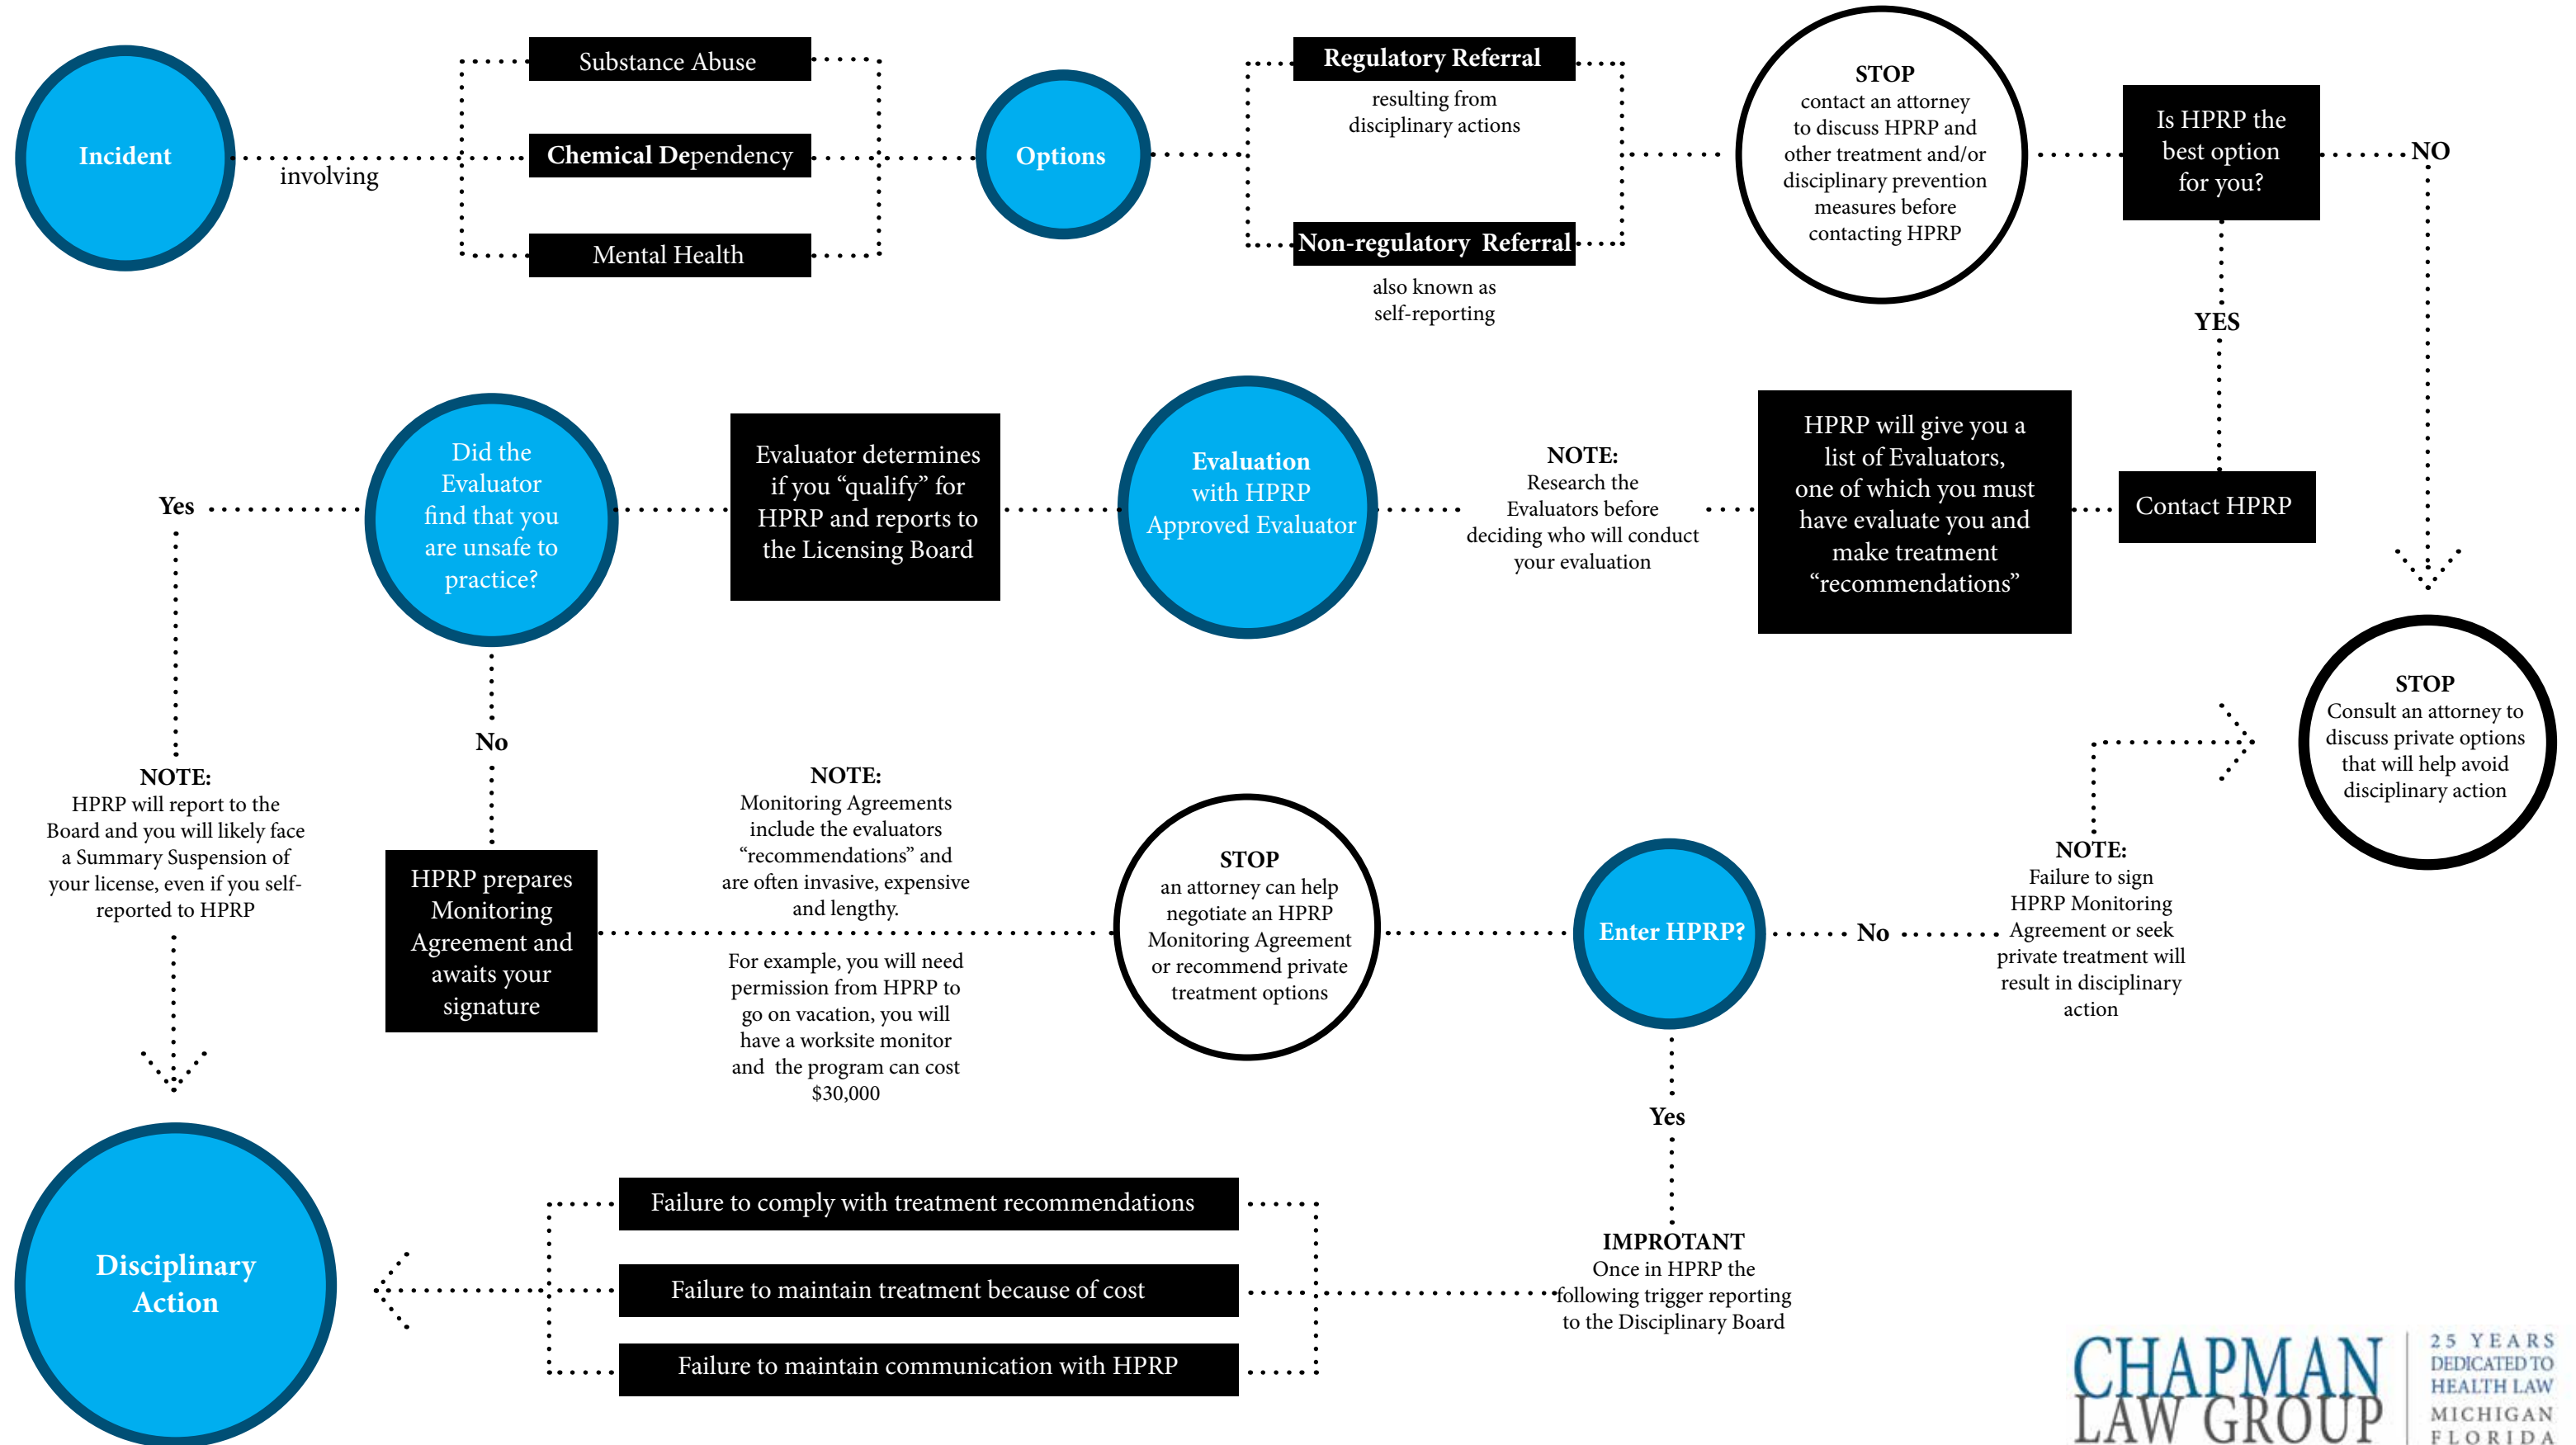 Incident
involving
Substance Abuse
Chemical Dependency
Mental Health
Options
Regulatory Referral
resulting from
disciplinary actions
Non-regulatory Referral
also known as
self-reporting
STOP
contact an attorney
to discuss HPRP and
other treatment and/or
disciplinary prevention
measures before
contacting HPRP
Is HPRP the
best option
for you?
NO
YES
Contact HPRP
HPRP will give you a
list of Evaluators,
one of which you must
have evaluate you and
make treatment
“recommendations”
NOTE:
Research the
Evaluators before
deciding who will conduct
your evaluation
Evaluation
with HPRP
Approved Evaluator
Evaluator determines
if you “qualify” for
HPRP and reports to
the Licensing Board
Did the
Evaluator
find that you
are unsafe to
practice?
Yes
NOTE:
HPRP will report to the
Board and you will likely face
a Summary Suspension of
your license, even if you self-
reported to HPRP
No
HPRP prepares
Monitoring
Agreement and
awaits your
signature
NOTE:
Monitoring Agreements
include the evaluators
“recommendations” and
are often invasive, expensive
and lengthy.
For example, you will need
permission from HPRP to
go on vacation, you will
have a worksite monitor
and the program can cost
$30,000
STOP
an attorney can help
negotiate an HPRP
Monitoring Agreement
or recommend private
treatment options
Enter HPRP?
No
NOTE:
Failure to sign
HPRP Monitoring
Agreement or seek
private treatment will
result in disciplinary
action
STOP
Consult an attorney to
discuss private options
that will help avoid
disciplinary action
Yes
IMPROTANT
Once in HPRP the
following trigger reporting
to the Disciplinary Board
Failure to comply with treatment recommendations
Failure to maintain treatment because of cost
Failure to maintain communication with HPRP
Disciplinary
Action
CHAPMAN
LAW GROUP
25 YEARS
DEDICATED TO
HEALTH LAW
MICHIGAN
FLORIDA